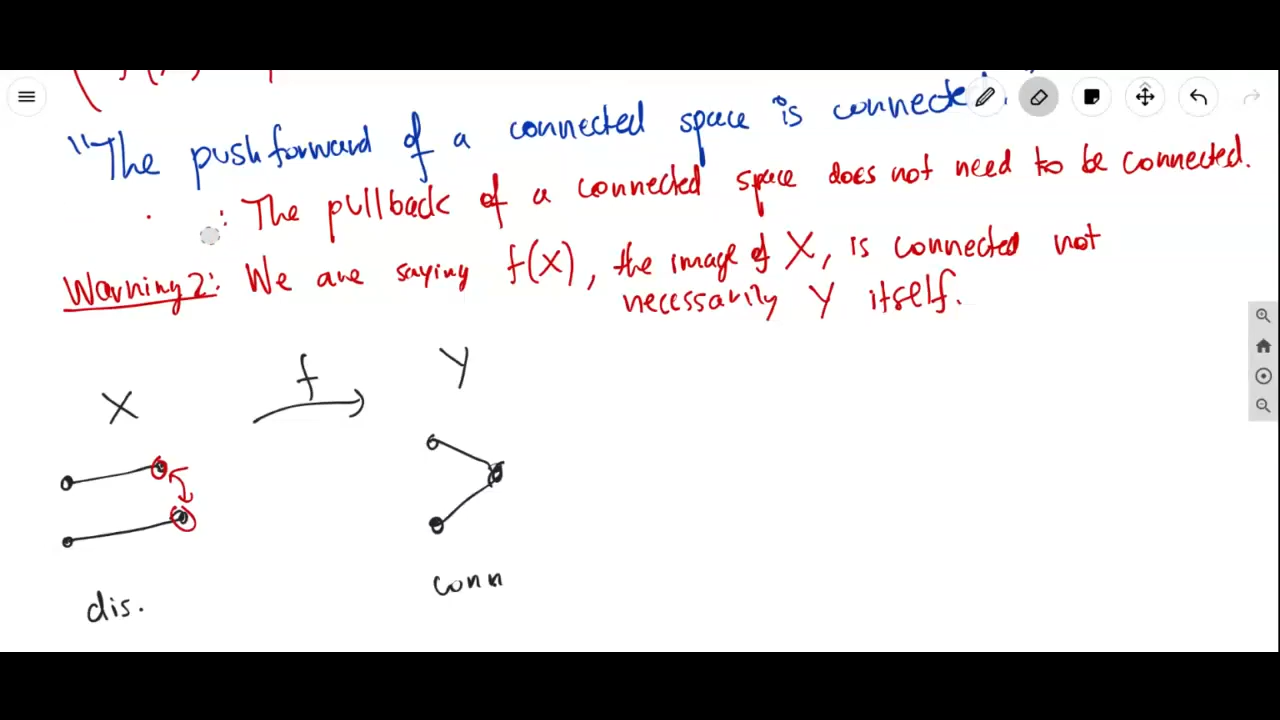 "The pushforward of a connected space is connected.
: The pullback of a connected space does not need to be connected.
Warning 2: We are saying f(X), the image of X, is connected not
necessarily Y itself.
X f Y
dis. conn